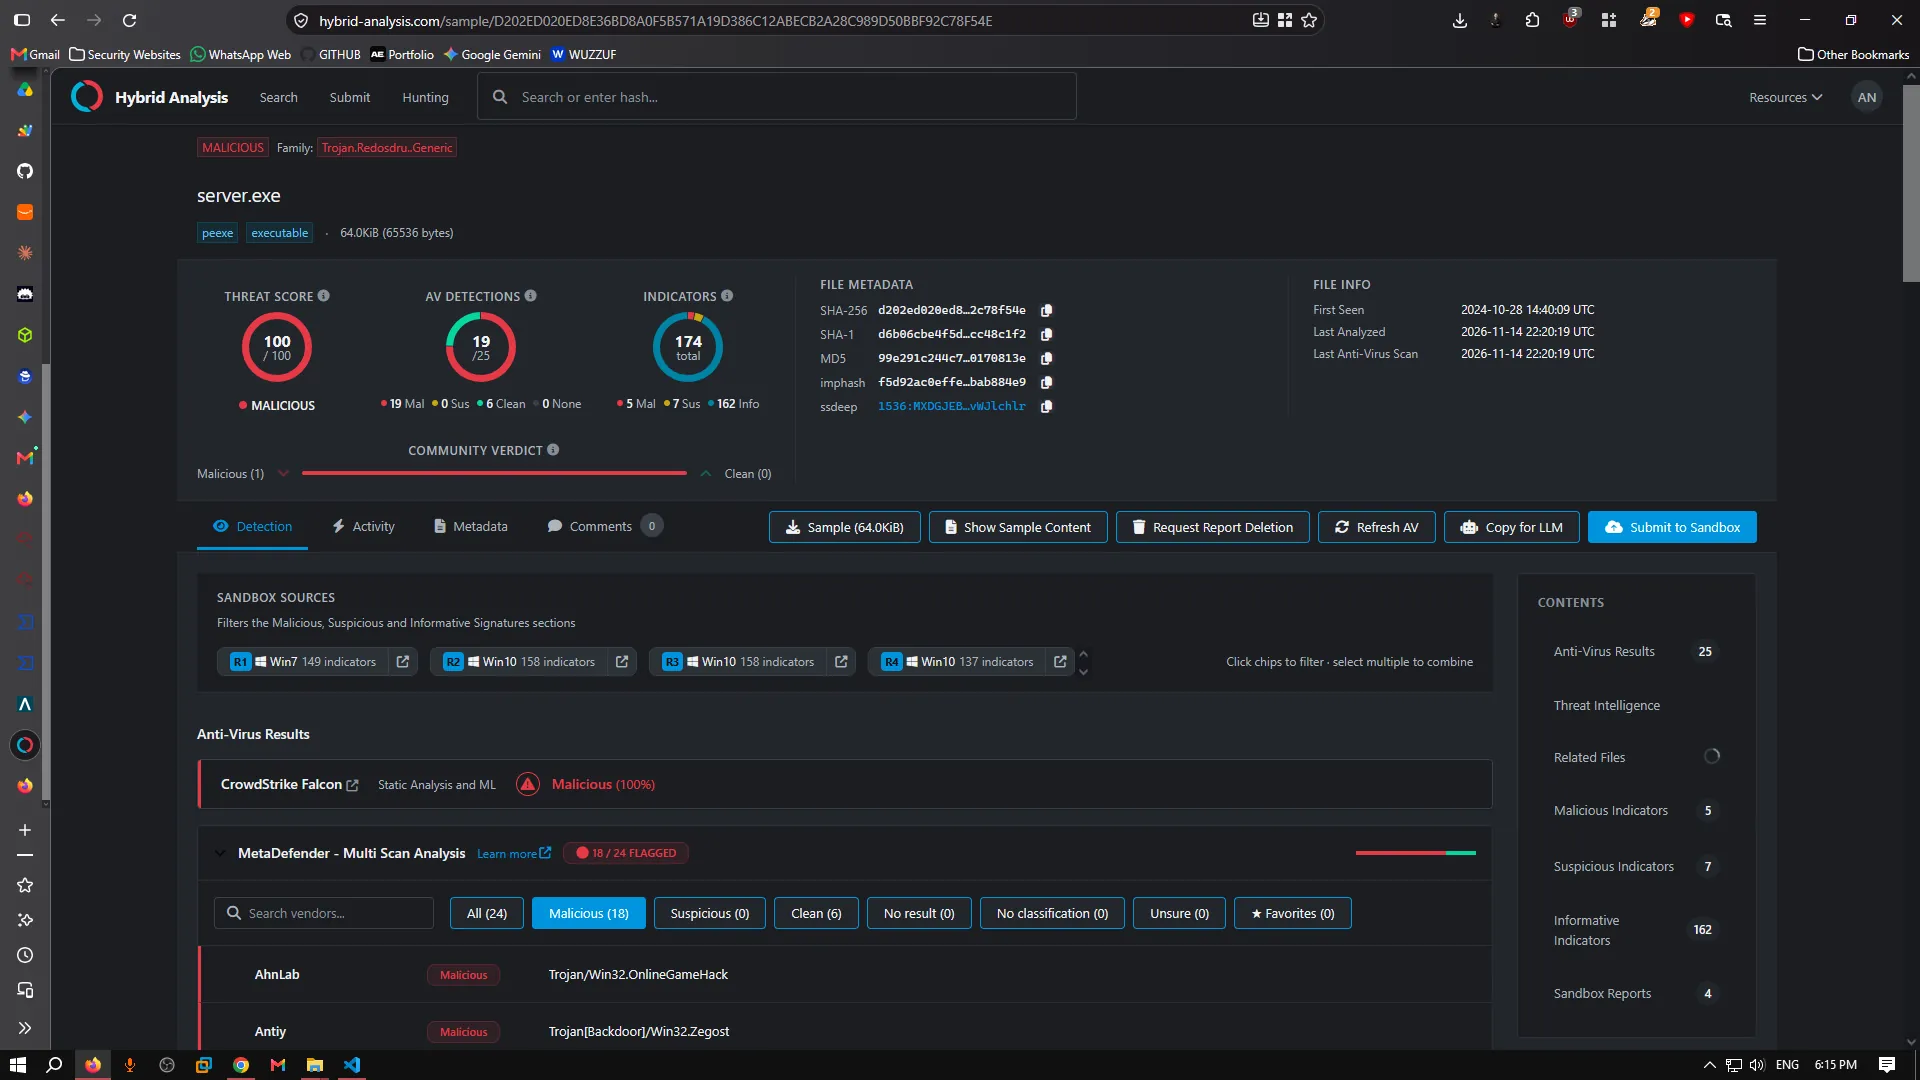 hybrid-analysis.com/sample/D202ED020ED8E36BD8A0F5B571A19D386C12ABECB2A28C989D50BBF92C78F54E
3
2
Gmail Security Websites WhatsApp Web GITHUB AE Portfolio Google Gemini W WUZZUF Other Bookmarks
Hybrid Analysis Search Submit Hunting Search or enter hash... Resources AN
MALICIOUS Family: Trojan.Redosdru..Generic
server.exe
peexe executable · 64.0KiB (65536 bytes)
THREAT SCORE AV DETECTIONS INDICATORS
100 / 100
19 /25
174 total
MALICIOUS
19 Mal 0 Sus 6 Clean 0 None
5 Mal 7 Sus 162 Info
COMMUNITY VERDICT
Malicious (1) Clean (0)
FILE METADATA
SHA-256 d202ed020ed8…2c78f54e
SHA-1 d6b06cbe4f5d…cc48c1f2
MD5 99e291c244c7…0170813e
imphash f5d92ac0effe…bab884e9
ssdeep 1536:MXDGJEB…vWJlchlr
FILE INFO
First Seen 2024-10-28 14:40:09 UTC
Last Analyzed 2026-11-14 22:20:19 UTC
Last Anti-Virus Scan 2026-11-14 22:20:19 UTC
Detection Activity Metadata Comments 0 Sample (64.0KiB) Show Sample Content Request Report Deletion Refresh AV Copy for LLM Submit to Sandbox
SANDBOX SOURCES
Filters the Malicious, Suspicious and Informative Signatures sections
R1 Win7 149 indicators R2 Win10 158 indicators R3 Win10 158 indicators R4 Win10 137 indicators Click chips to filter · select multiple to combine
Anti-Virus Results
CrowdStrike Falcon Static Analysis and ML Malicious (100%)
MetaDefender - Multi Scan Analysis Learn more 18 / 24 FLAGGED
Search vendors... All (24) Malicious (18) Suspicious (0) Clean (6) No result (0) No classification (0) Unsure (0) ★ Favorites (0)
AhnLab Malicious Trojan/Win32.OnlineGameHack
Antiy Malicious Trojan[Backdoor]/Win32.Zegost
CONTENTS
Anti-Virus Results 25
Threat Intelligence
Related Files
Malicious Indicators 5
Suspicious Indicators 7
Informative Indicators 162
Sandbox Reports 4
ENG 6:15 PM